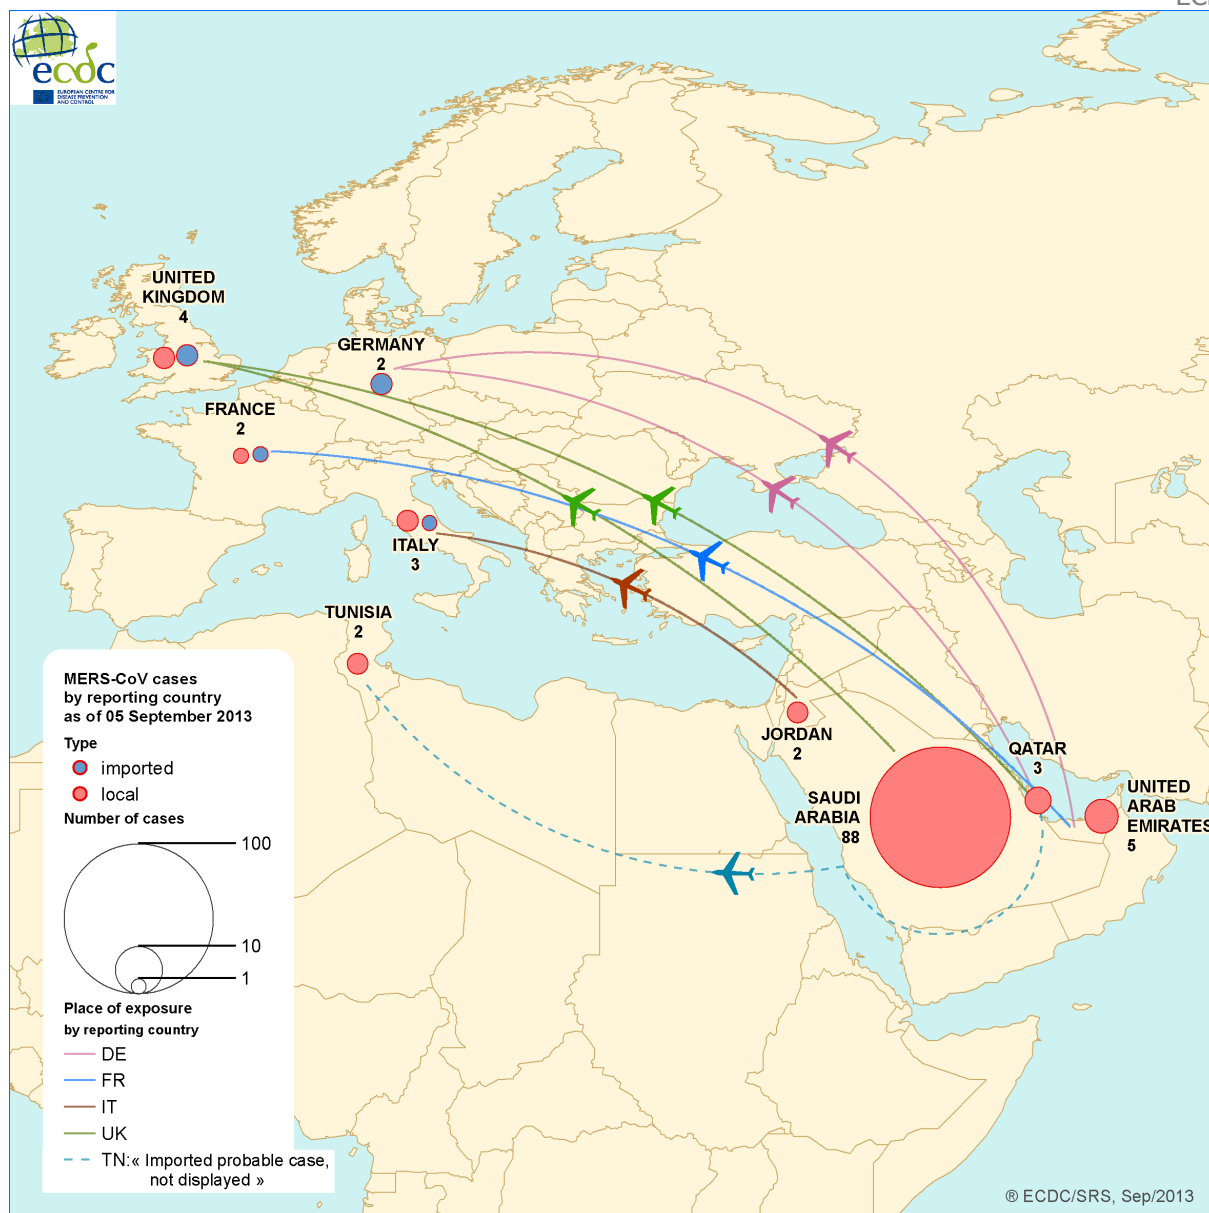 ecdc
EUROPEAN CENTRE FOR
DISEASE PREVENTION
AND CONTROL
UNITED
KINGDOM
4
GERMANY
2
FRANCE
2
ITALY
3
TUNISIA
2
JORDAN
2
QATAR
3
SAUDI
ARABIA
88
UNITED
ARAB
EMIRATES
5
MERS-CoV cases
by reporting country
as of 05 September 2013
Type
imported
local
Number of cases
100
10
1
Place of exposure
by reporting country
DE
FR
IT
UK
TN:« Imported probable case,
not displayed »
® ECDC/SRS, Sep/2013